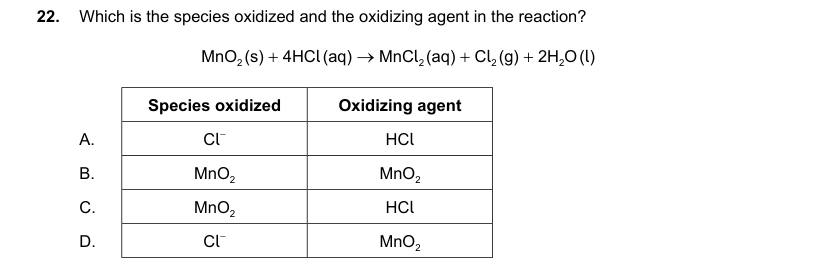 22. Which is the species oxidized and the oxidizing agent in the reaction?
MnO₂(s) + 4HCl(aq) → MnCl₂(aq) + Cl₂(g) + 2H₂O(l)
Species oxidized Oxidizing agent
A. Cl⁻ HCl
B. MnO₂ MnO₂
C. MnO₂ HCl
D. Cl⁻ MnO₂